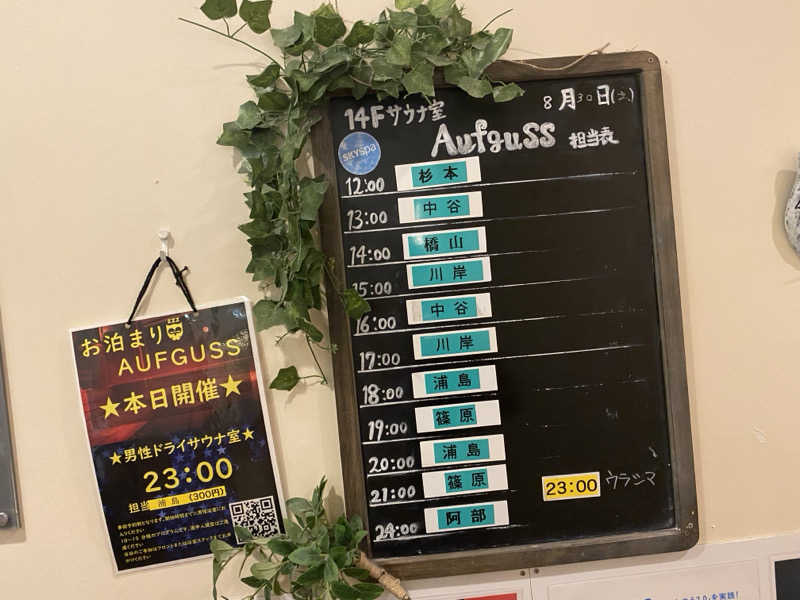 14Fサウナ室
8月30日(土)
SKYSPA
Aufguss 担当表
12:00 杉本
13:00 中谷
14:00 橋山
15:00 川岸
16:00 中谷
17:00 川岸
18:00 浦島
19:00 篠原
20:00 浦島
21:00 篠原
23:00 ウラシマ
24:00 阿部
お泊まり
AUFGUSS
★本日開催★
★男性ドライサウナ室★
23:00
担当 浦島 (300円)